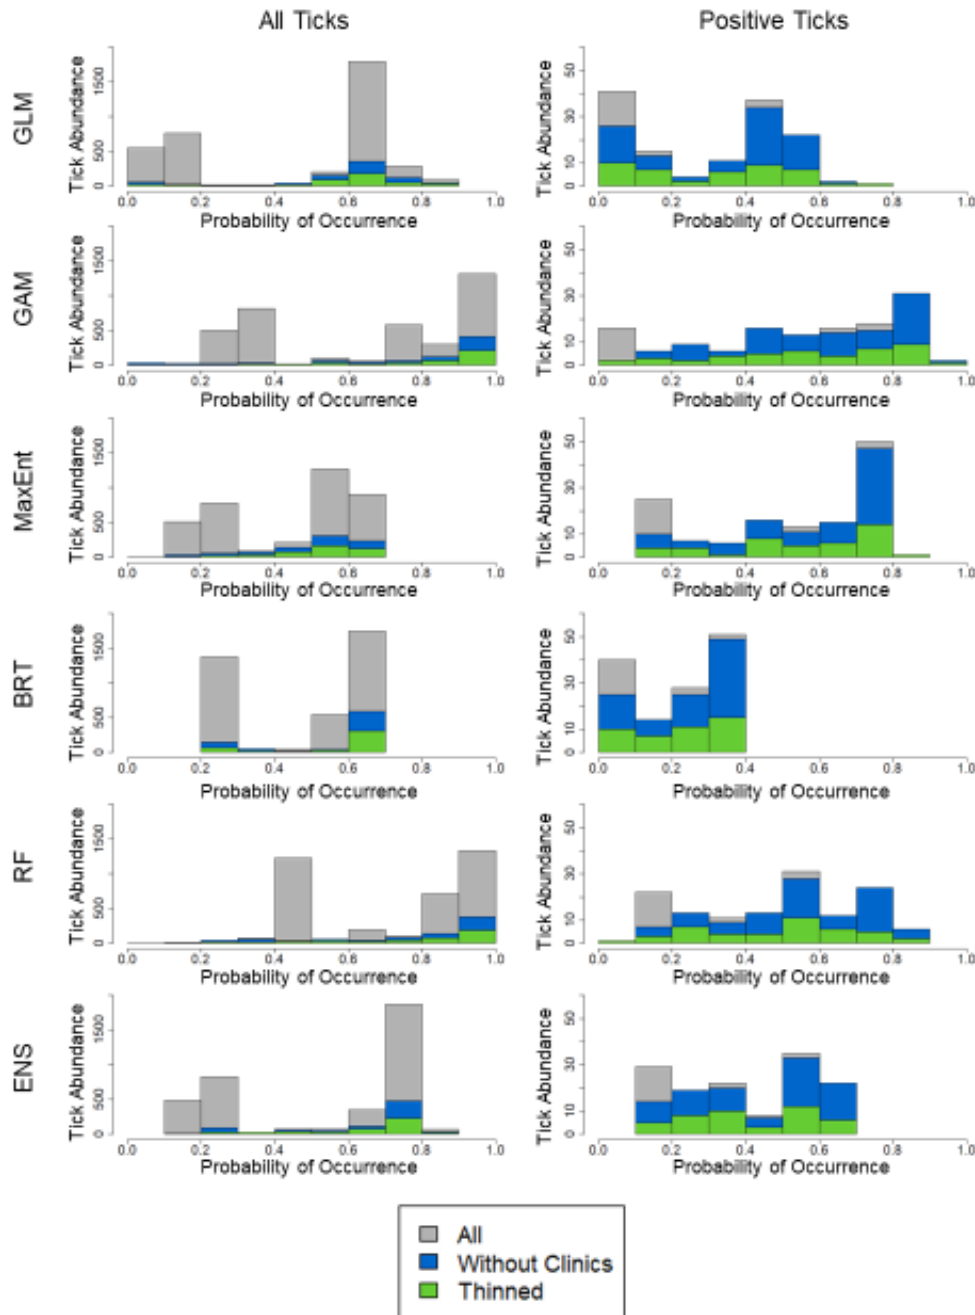 All Ticks Positive Ticks
GLM
Tick Abundance 0 500 1500
0.0 0.2 0.4 0.6 0.8 1.0
Probability of Occurrence
Tick Abundance 0 10 30 50
0.0 0.2 0.4 0.6 0.8 1.0
Probability of Occurrence
GAM
Tick Abundance 0 500 1500
0.0 0.2 0.4 0.6 0.8 1.0
Probability of Occurrence
Tick Abundance 0 10 30 50
0.0 0.2 0.4 0.6 0.8 1.0
Probability of Occurrence
MaxEnt
Tick Abundance 0 500 1500
0.0 0.2 0.4 0.6 0.8 1.0
Probability of Occurrence
Tick Abundance 0 10 30 50
0.0 0.2 0.4 0.6 0.8 1.0
Probability of Occurrence
BRT
Tick Abundance 0 500 1500
0.0 0.2 0.4 0.6 0.8 1.0
Probability of Occurrence
Tick Abundance 0 10 30 50
0.0 0.2 0.4 0.6 0.8 1.0
Probability of Occurrence
RF
Tick Abundance 0 500 1500
0.0 0.2 0.4 0.6 0.8 1.0
Probability of Occurrence
Tick Abundance 0 10 30 50
0.0 0.2 0.4 0.6 0.8 1.0
Probability of Occurrence
ENS
Tick Abundance 0 500 1500
0.0 0.2 0.4 0.6 0.8 1.0
Probability of Occurrence
Tick Abundance 0 10 30 50
0.0 0.2 0.4 0.6 0.8 1.0
Probability of Occurrence
All
Without Clinics
Thinned